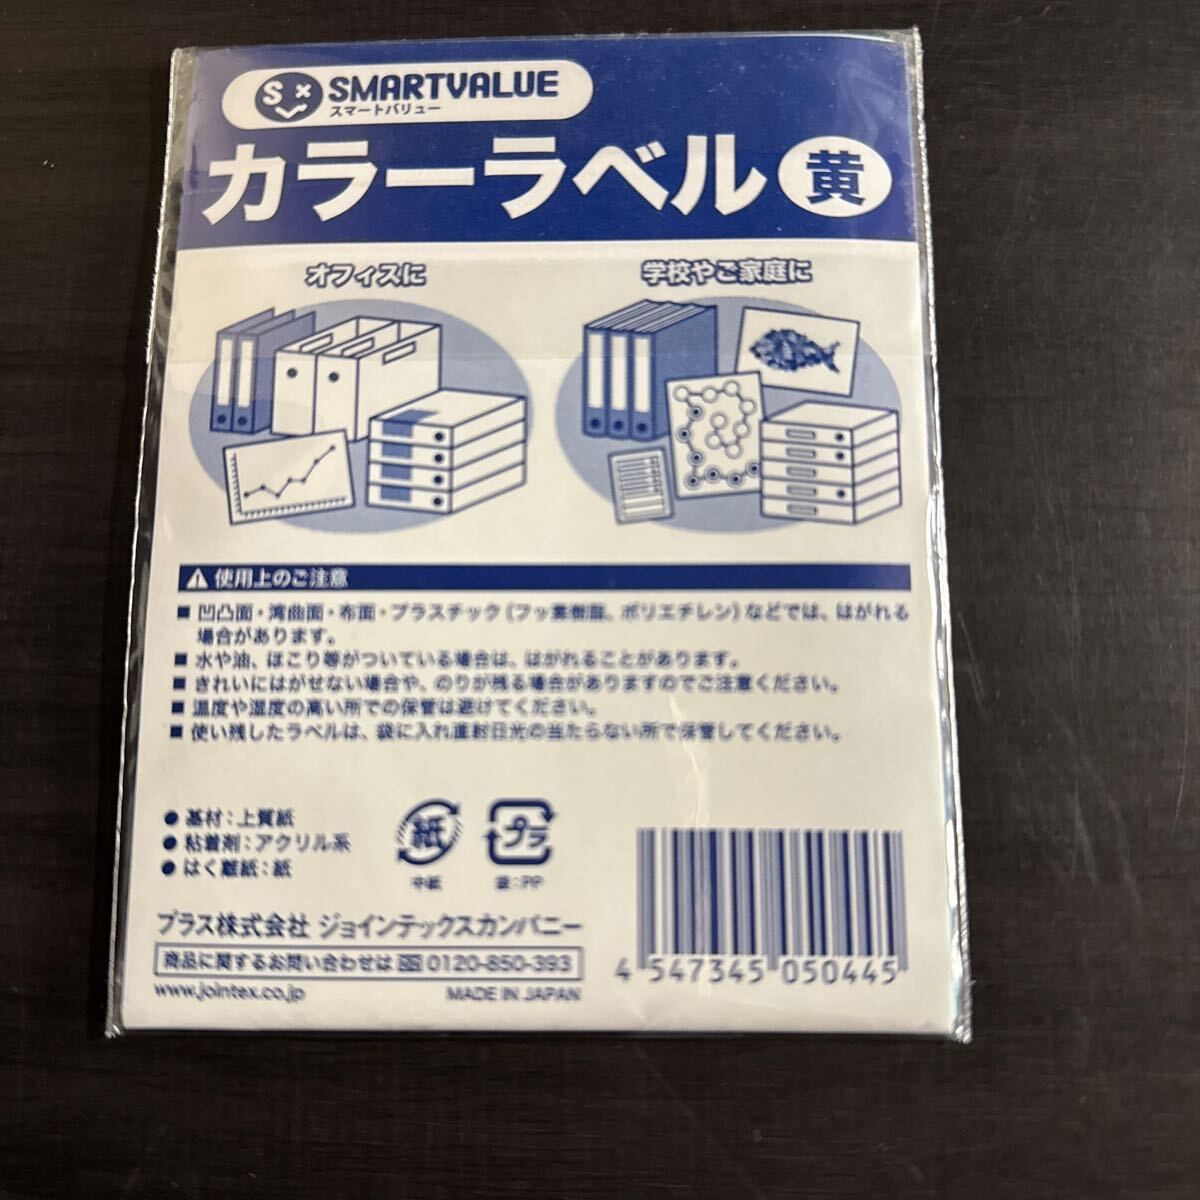 SMARTVALUE
スマートバリュー
カラーラベル 黄
オフィスに
学校やご家庭に
使用上のご注意
■ 凹凸面・湾曲面・布面・プラスチック(フッ素樹脂、ポリエチレン)などでは、はがれる
場合があります。
■ 水や油、ほこり等がついている場合は、はがれることがあります。
■ きれいにはがせない場合や、のりが残る場合がありますのでご注意ください。
■ 温度や湿度の高い所での保管は避けてください。
■ 使い残したラベルは、袋に入れ直射日光の当たらない所で保管してください。
● 基材:上質紙
● 粘着剤:アクリル系
● はく離紙:紙
紙
中紙
プラ
袋:PP
プラス株式会社 ジョインテックスカンパニー
商品に関するお問い合わせは 0120-850-393
www.jointex.co.jp
MADE IN JAPAN
4 547345 050445